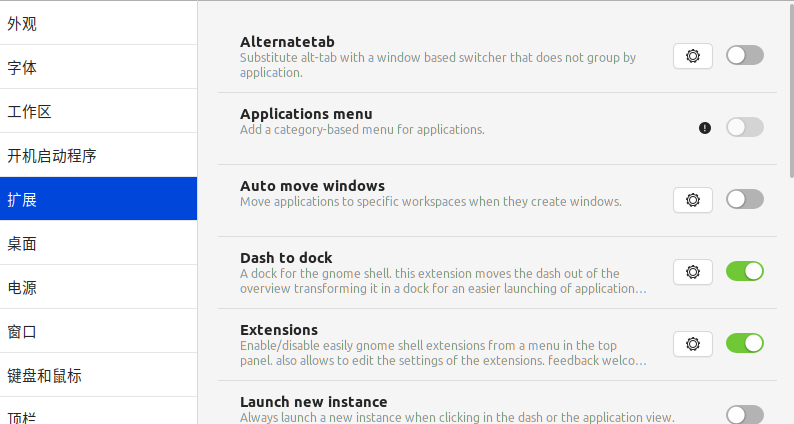 外观
字体
工作区
开机启动程序
扩展
桌面
电源
窗口
键盘和鼠标
顶栏
Alternatetab
Substitute alt-tab with a window based switcher that does not group by
application.
Applications menu
Add a category-based menu for applications.
Auto move windows
Move applications to specific workspaces when they create windows.
Dash to dock
A dock for the gnome shell. this extension moves the dash out of the
overview transforming it in a dock for an easier launching of application…
Extensions
Enable/disable easily gnome shell extensions from a menu in the top
panel. also allows to edit the settings of the extensions. feedback welco…
Launch new instance
Always launch a new instance when clicking in the dash or the application view.